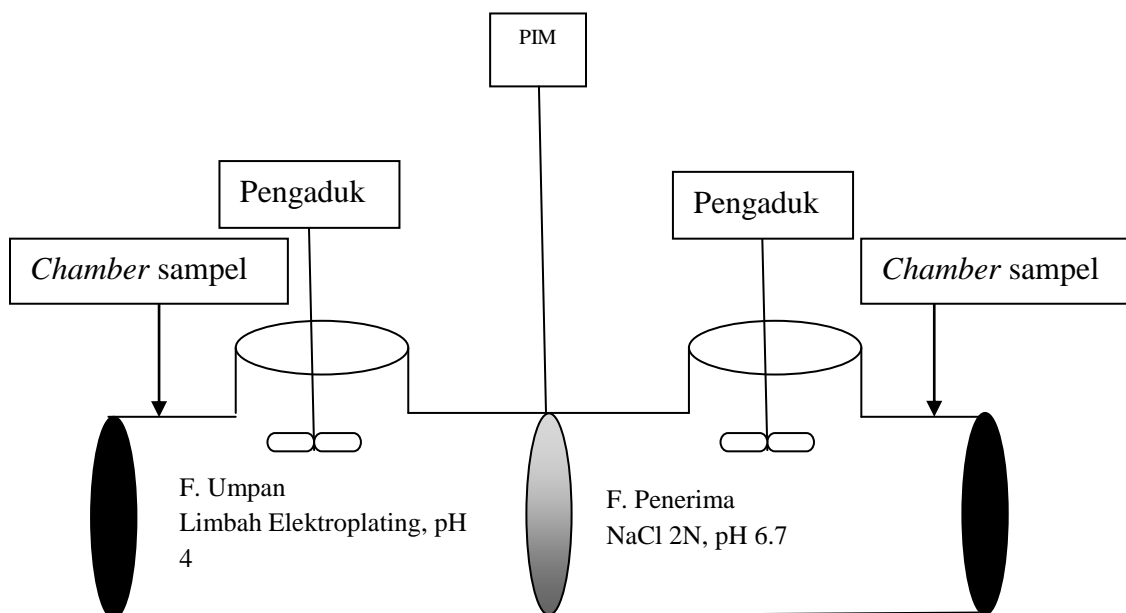 PIM
Pengaduk
Pengaduk
Chamber sampel
Chamber sampel
F. Umpan
Limbah Elektroplating, pH
4
F. Penerima
NaCl 2N, pH 6.7